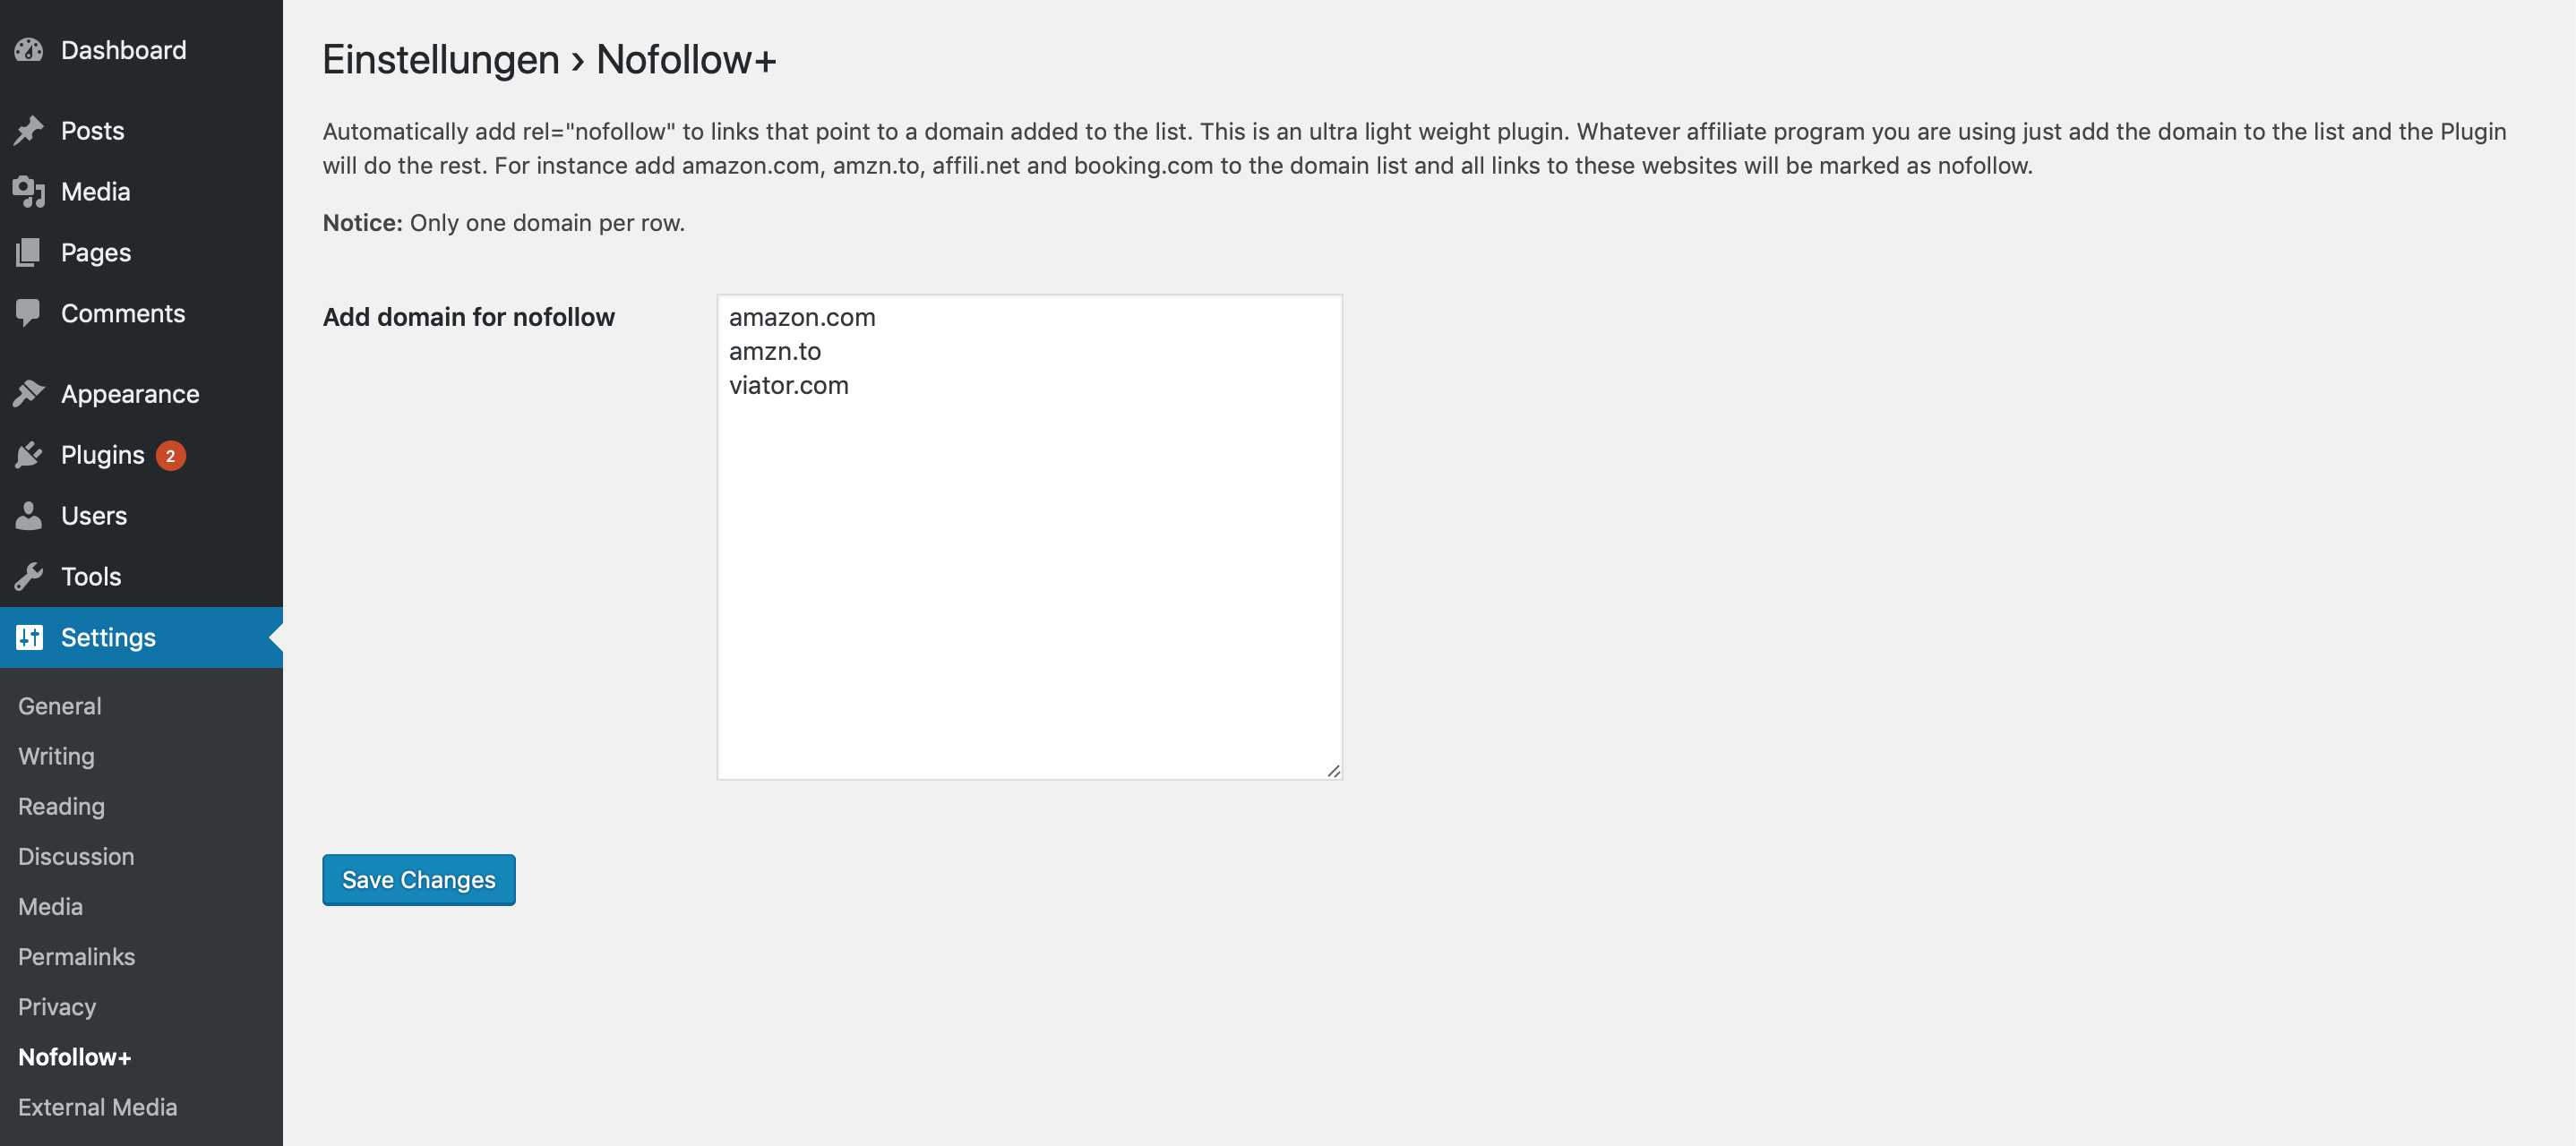 Dashboard
Posts
Media
Pages
Comments
Appearance
Plugins 2
Users
Tools
Settings
General
Writing
Reading
Discussion
Media
Permalinks
Privacy
Nofollow+
External Media
Einstellungen › Nofollow+
Automatically add rel="nofollow" to links that point to a domain added to the list. This is an ultra light weight plugin. Whatever affiliate program you are using just add the domain to the list and the Plugin
will do the rest. For instance add amazon.com, amzn.to, affili.net and booking.com to the domain list and all links to these websites will be marked as nofollow.
Notice: Only one domain per row.
Add domain for nofollow
amazon.com
amzn.to
viator.com
Save Changes